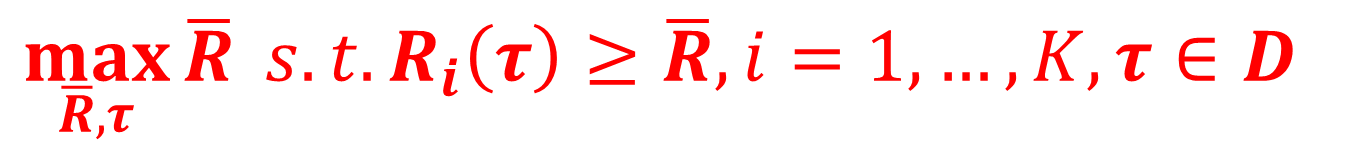 max R̅ s.t. Rᵢ(τ) ≥ R̅, i = 1, … , K, τ ∈ D
R̅,τ